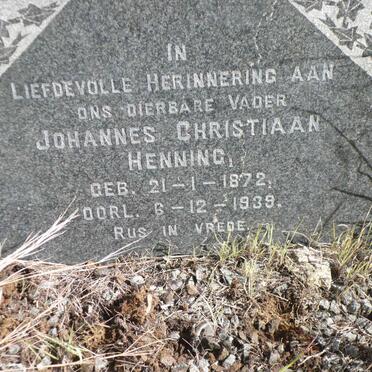 IN
LIEFDEVOLLE HERINNERING AAN
ONS DIERBARE VADER
JOHANNES CHRISTIAAN
HENNING,
GEB. 21-1-1872,
OORL. 6-12-1939.
RUS IN VREDE.